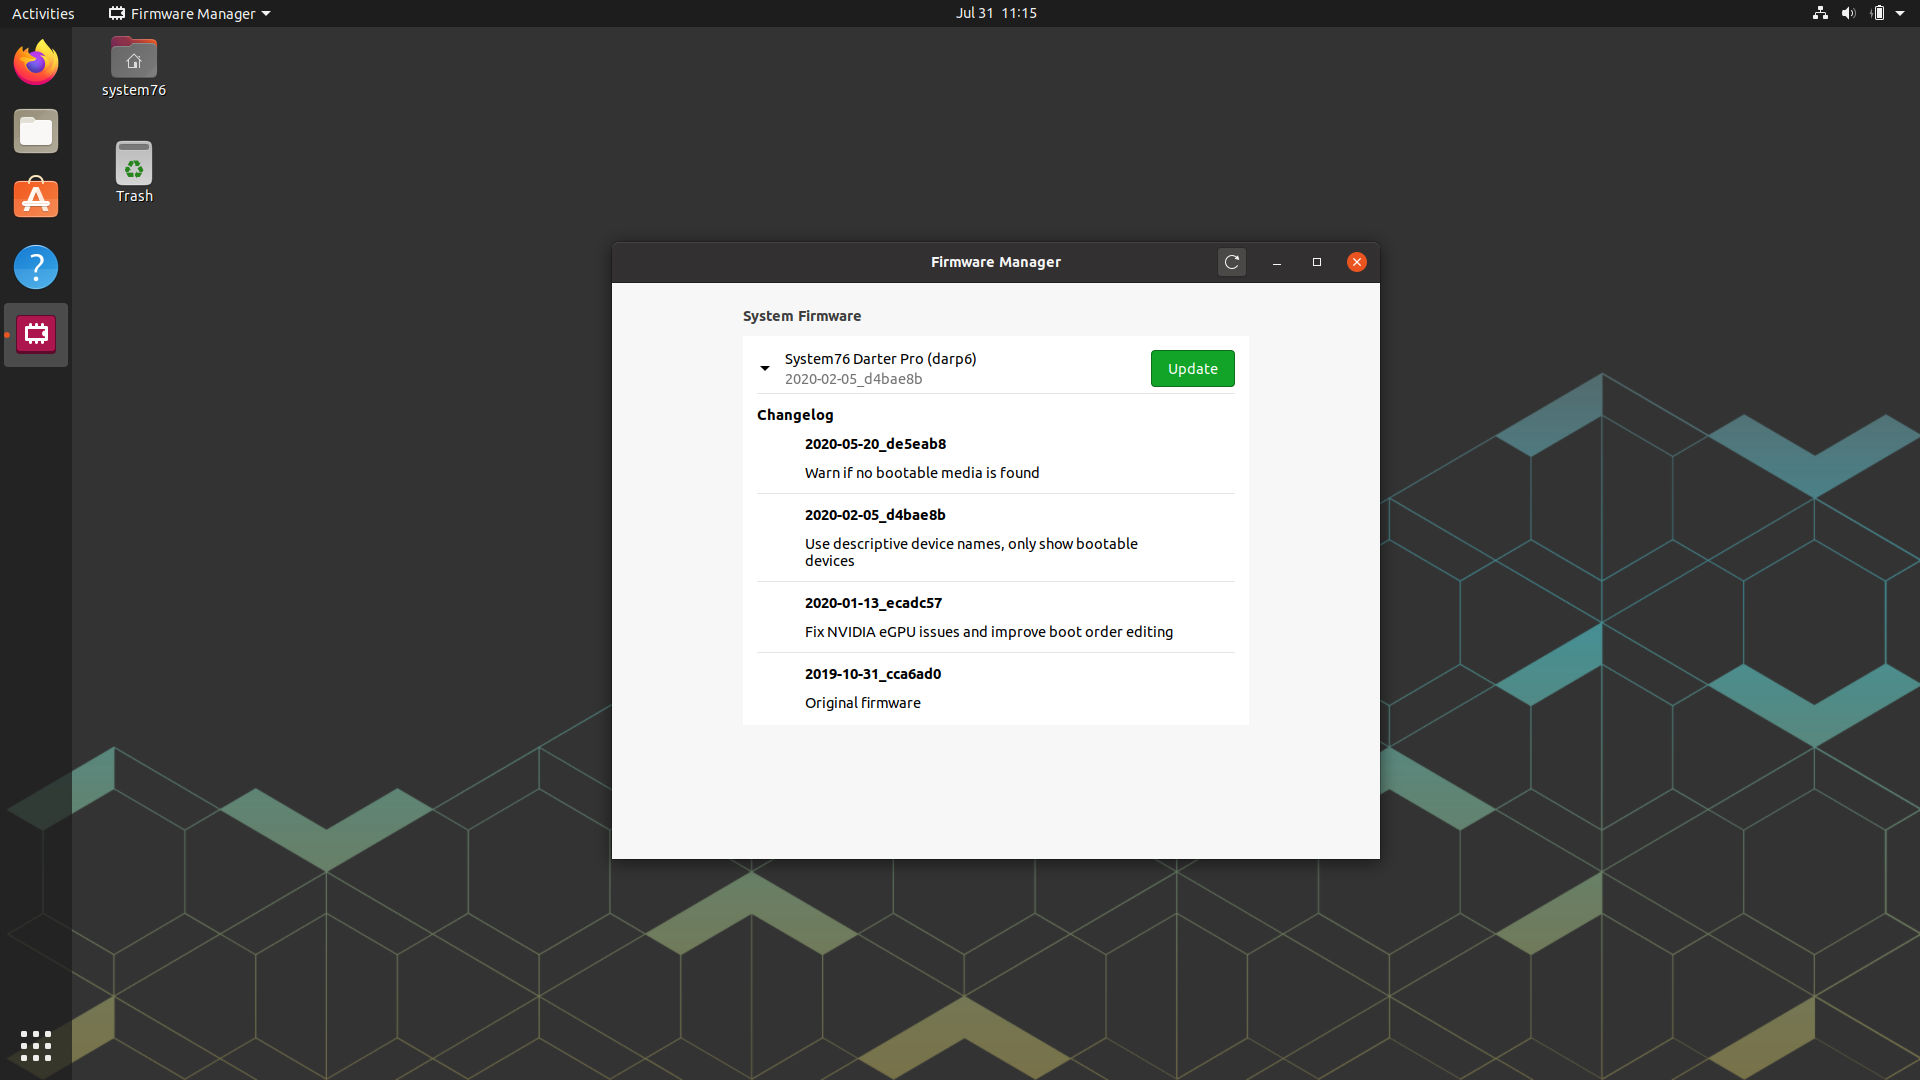 Activities
Firmware Manager
Jul 31 11:15
system76
Trash
Firmware Manager
System Firmware
System76 Darter Pro (darp6)
2020-02-05_d4bae8b
Update
Changelog
2020-05-20_de5eab8
Warn if no bootable media is found
2020-02-05_d4bae8b
Use descriptive device names, only show bootable
devices
2020-01-13_ecadc57
Fix NVIDIA eGPU issues and improve boot order editing
2019-10-31_cca6ad0
Original firmware